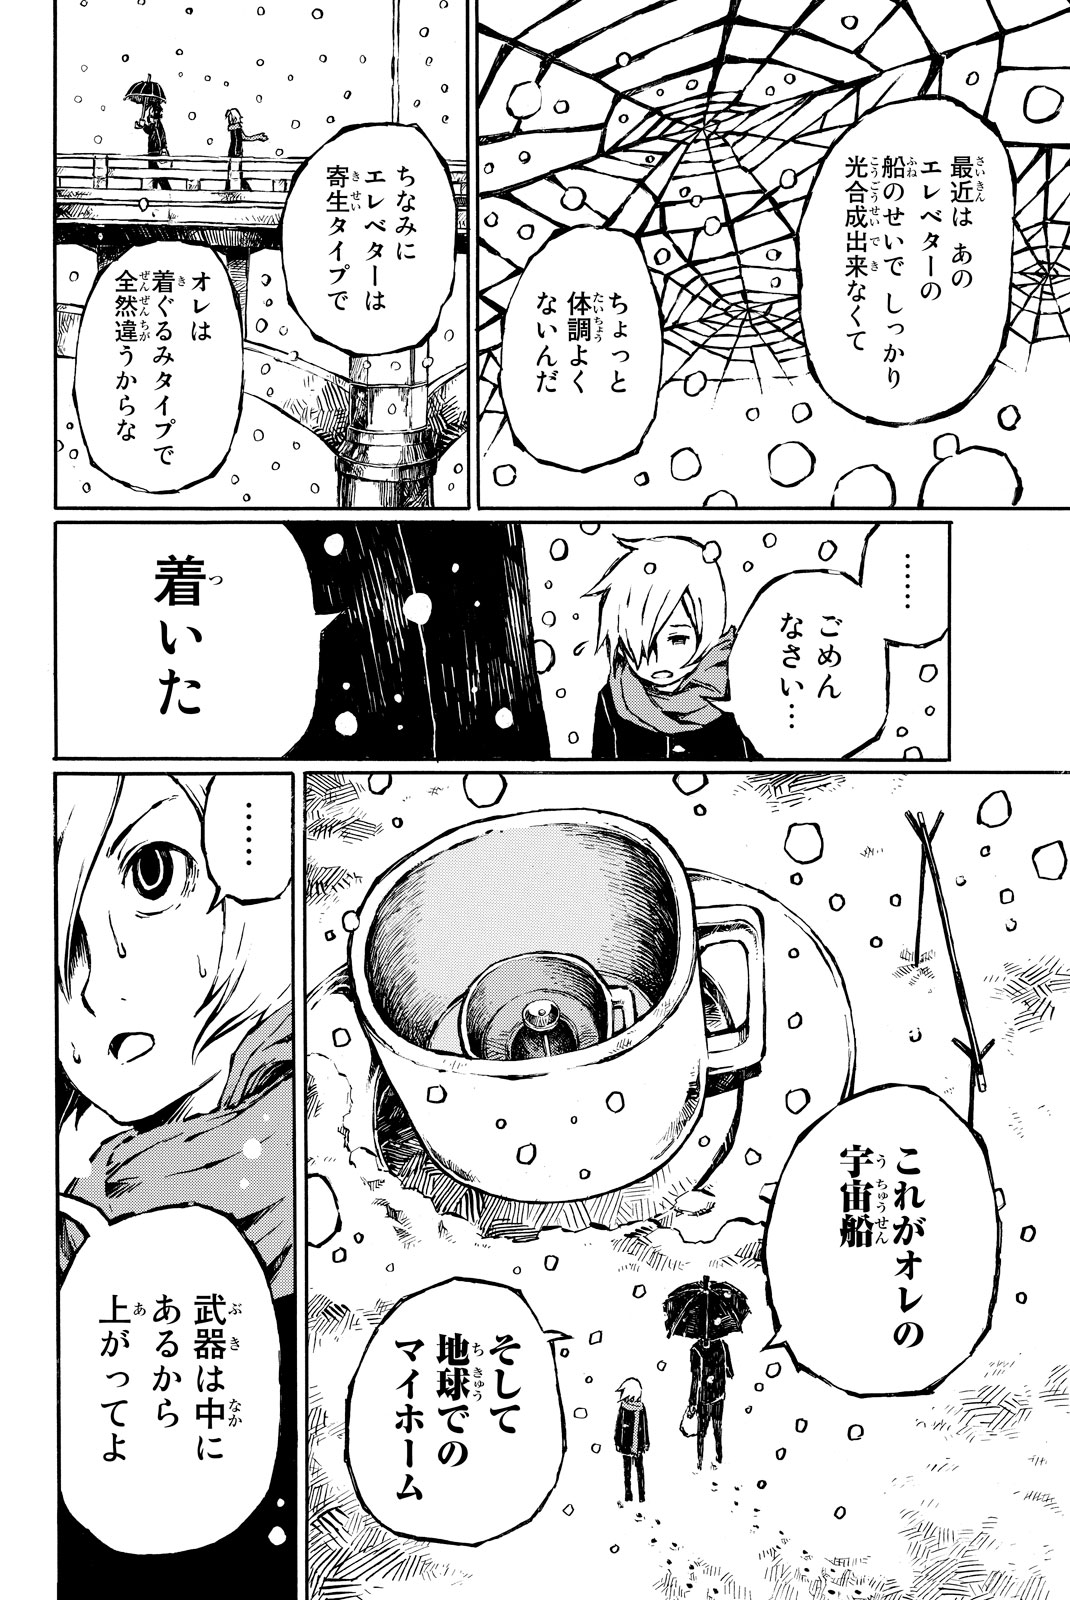 最近は あの
エレベターの
船のせいで しっかり
光合成出来なくて
ちょっと
体調よく
ないんだ
ちなみに
エレベターは
寄生タイプで
オレは
着ぐるみタイプで
全然違うからな
……
ごめん
なさい…
着いた
これがオレの
宇宙船
そして
地球での
マイホーム
……
武器は中に
あるから
上がってよ